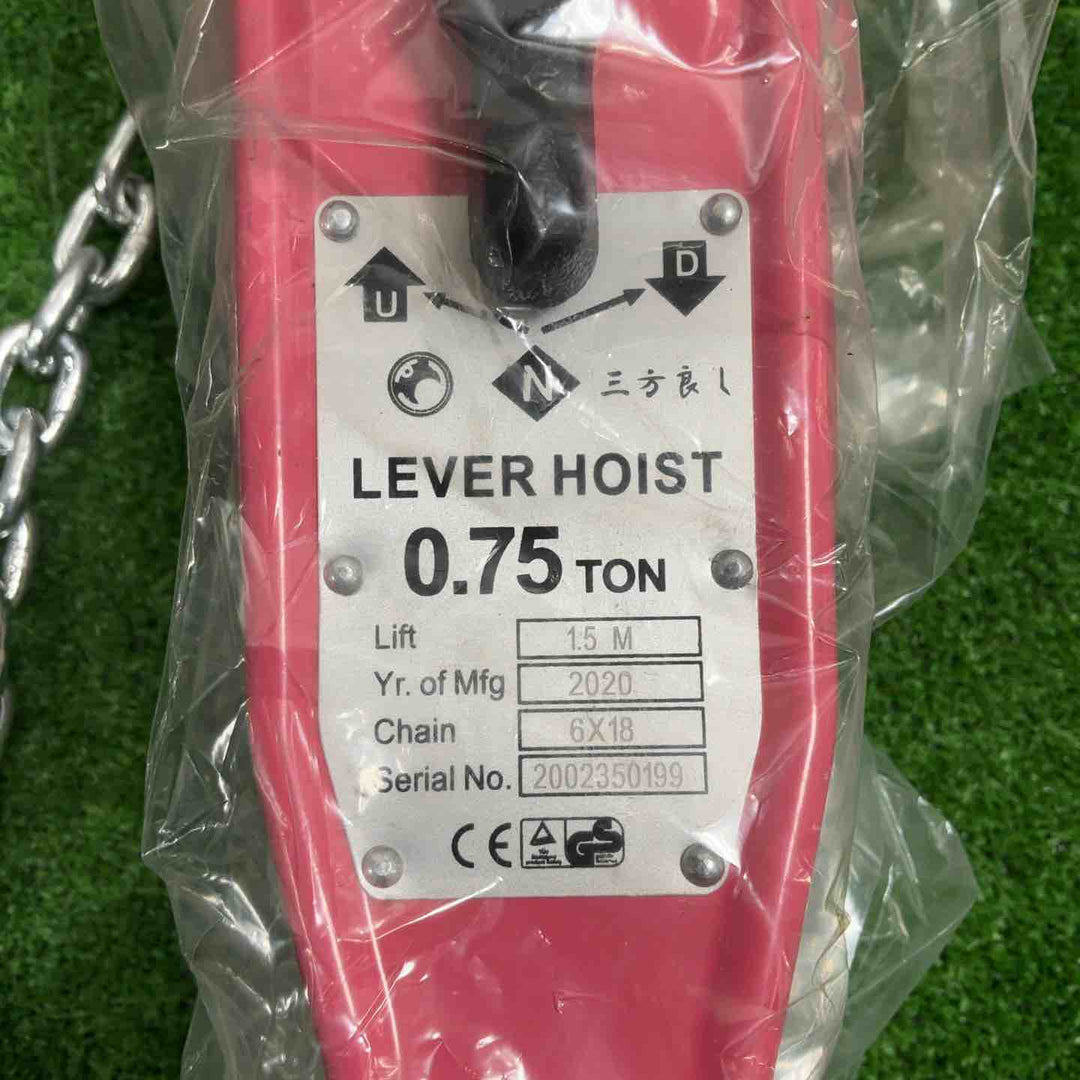 U
D
N
三方良し
LEVER HOIST
0.75 TON
Lift 1.5 M
Yr. of Mfg 2020
Chain 6X18
Serial No. 2002350199
CE
GS